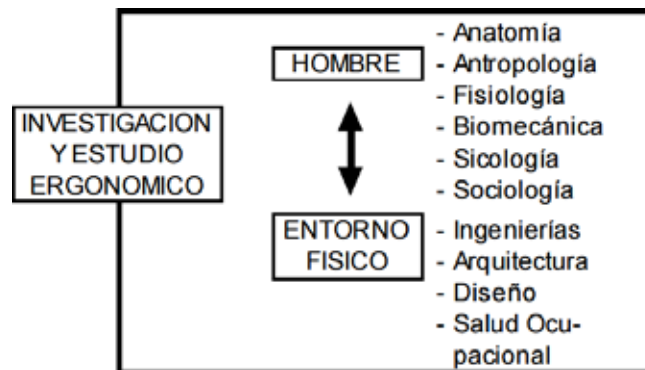 INVESTIGACION
Y ESTUDIO
ERGONOMICO
HOMBRE
- Anatomía
- Antropología
- Fisiología
- Biomecánica
- Sicología
- Sociología
ENTORNO
FISICO
- Ingenierías
- Arquitectura
- Diseño
- Salud Ocu-
pacional